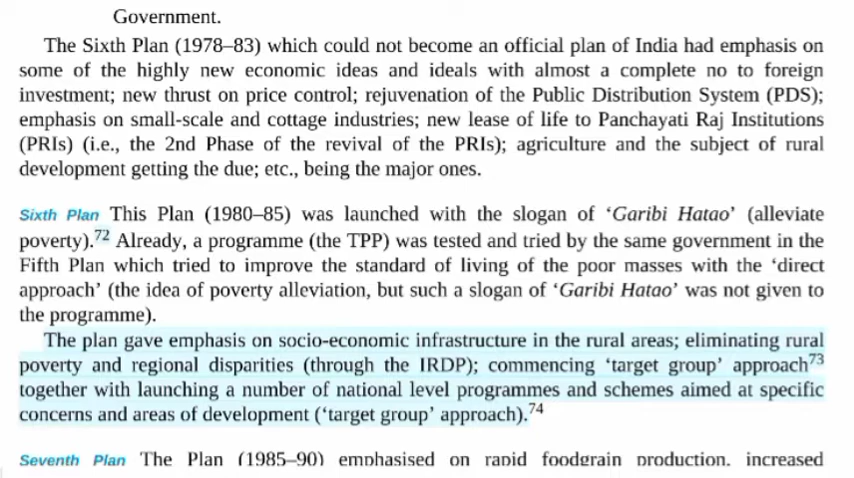 Government.
The Sixth Plan (1978–83) which could not become an official plan of India had emphasis on
some of the highly new economic ideas and ideals with almost a complete no to foreign
investment; new thrust on price control; rejuvenation of the Public Distribution System (PDS);
emphasis on small-scale and cottage industries; new lease of life to Panchayati Raj Institutions
(PRIs) (i.e., the 2nd Phase of the revival of the PRIs); agriculture and the subject of rural
development getting the due; etc., being the major ones.
Sixth Plan This Plan (1980–85) was launched with the slogan of ‘Garibi Hatao’ (alleviate
poverty).72 Already, a programme (the TPP) was tested and tried by the same government in the
Fifth Plan which tried to improve the standard of living of the poor masses with the ‘direct
approach’ (the idea of poverty alleviation, but such a slogan of ‘Garibi Hatao’ was not given to
the programme).
The plan gave emphasis on socio-economic infrastructure in the rural areas; eliminating rural
poverty and regional disparities (through the IRDP); commencing ‘target group’ approach73
together with launching a number of national level programmes and schemes aimed at specific
concerns and areas of development (‘target group’ approach).74
Seventh Plan The Plan (1985–90) emphasised on rapid foodgrain production, increased